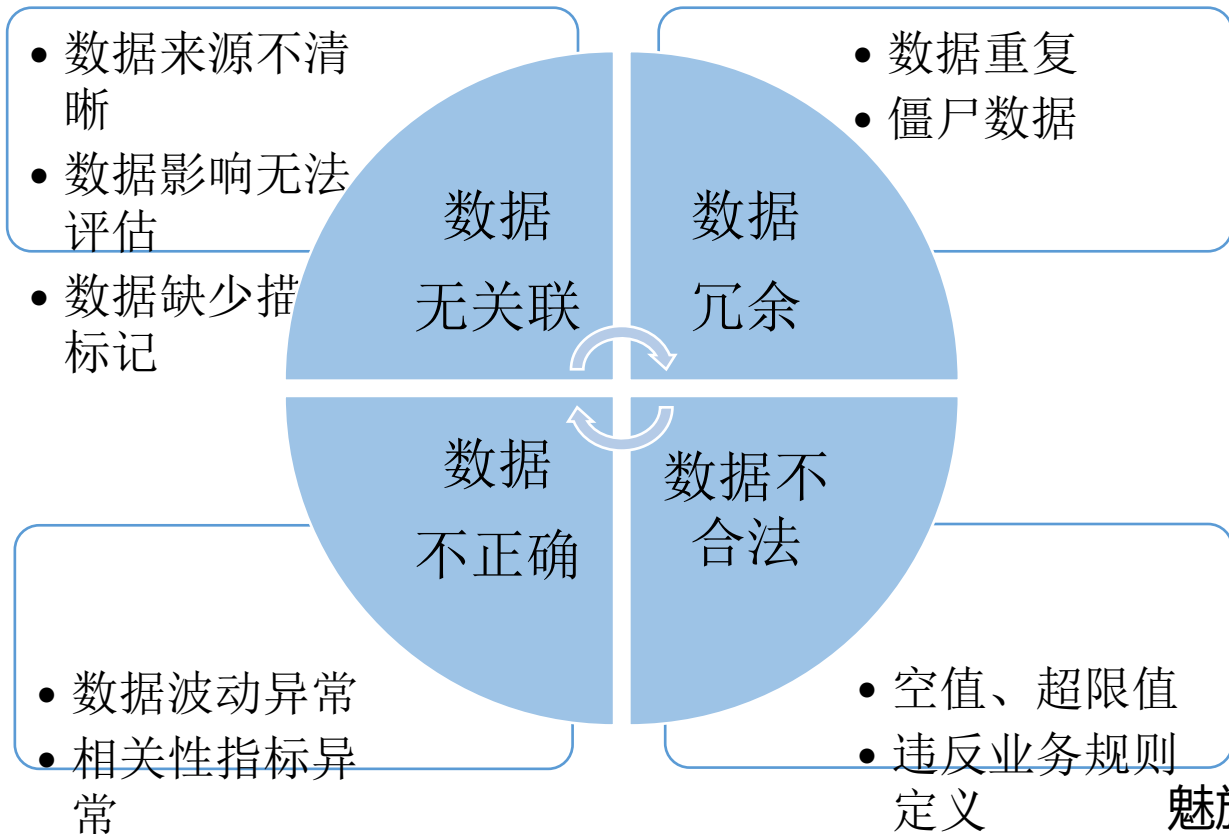 • 数据来源不清
晰
• 数据影响无法
评估
• 数据缺少描
标记
• 数据重复
• 僵尸数据
数据
无关联
数据
冗余
数据
不正确
数据不
合法
• 数据波动异常
• 相关性指标异
常
• 空值、超限值
• 违反业务规则
定义
魅族